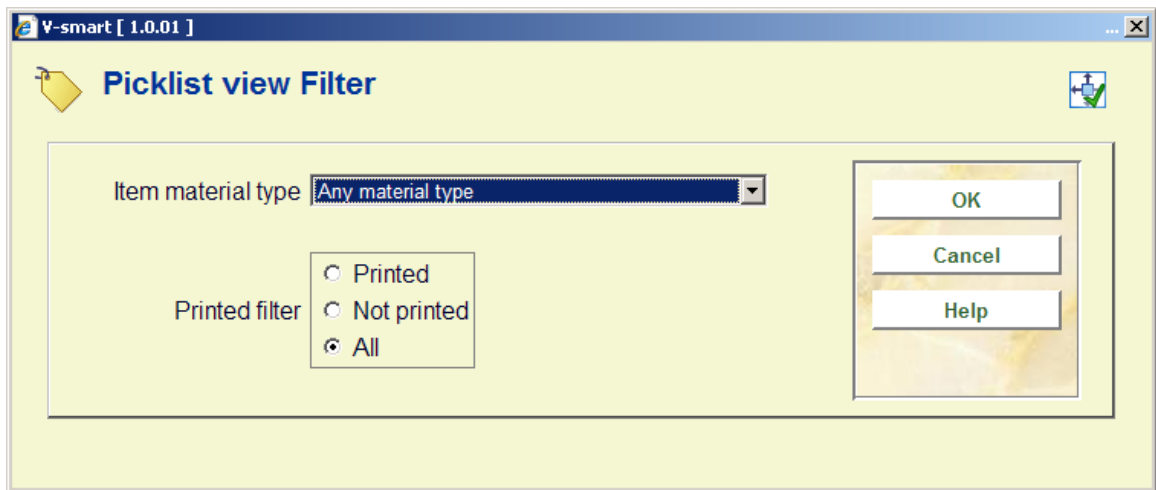 V-smart [ 1.0.01 ]
...
Picklist view Filter
Item material type Any material type
OK
Cancel
Help
Printed filter
Printed
Not printed
All